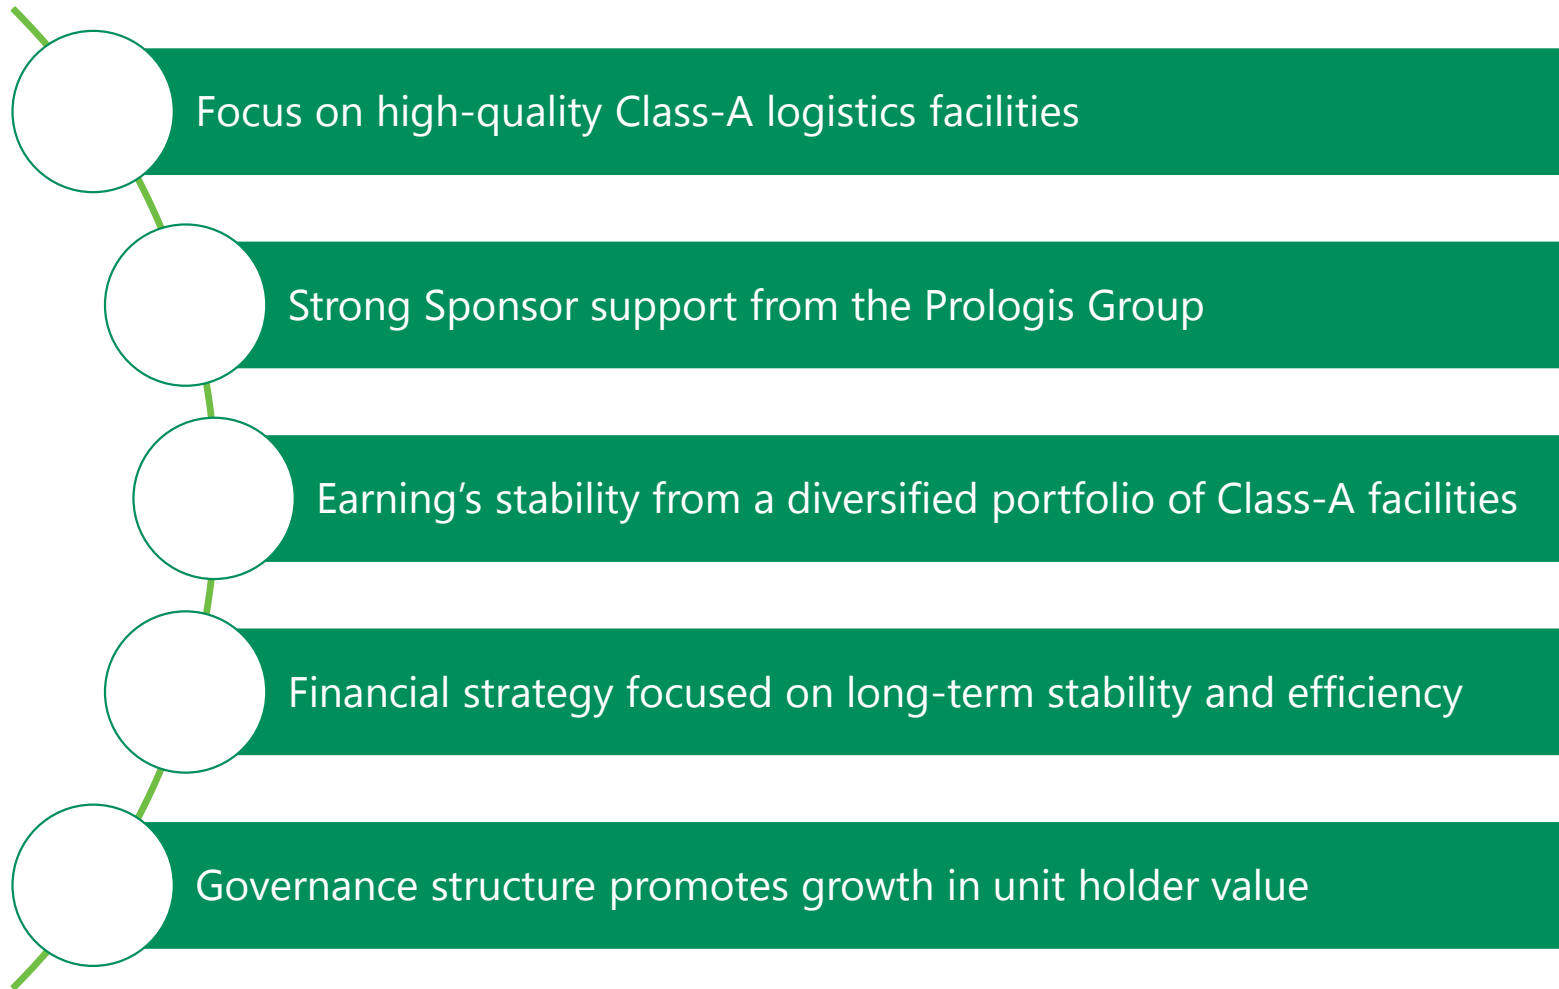 Focus on high-quality Class-A logistics facilities
Strong Sponsor support from the Prologis Group
Earning’s stability from a diversified portfolio of Class-A facilities
Financial strategy focused on long-term stability and efficiency
Governance structure promotes growth in unit holder value